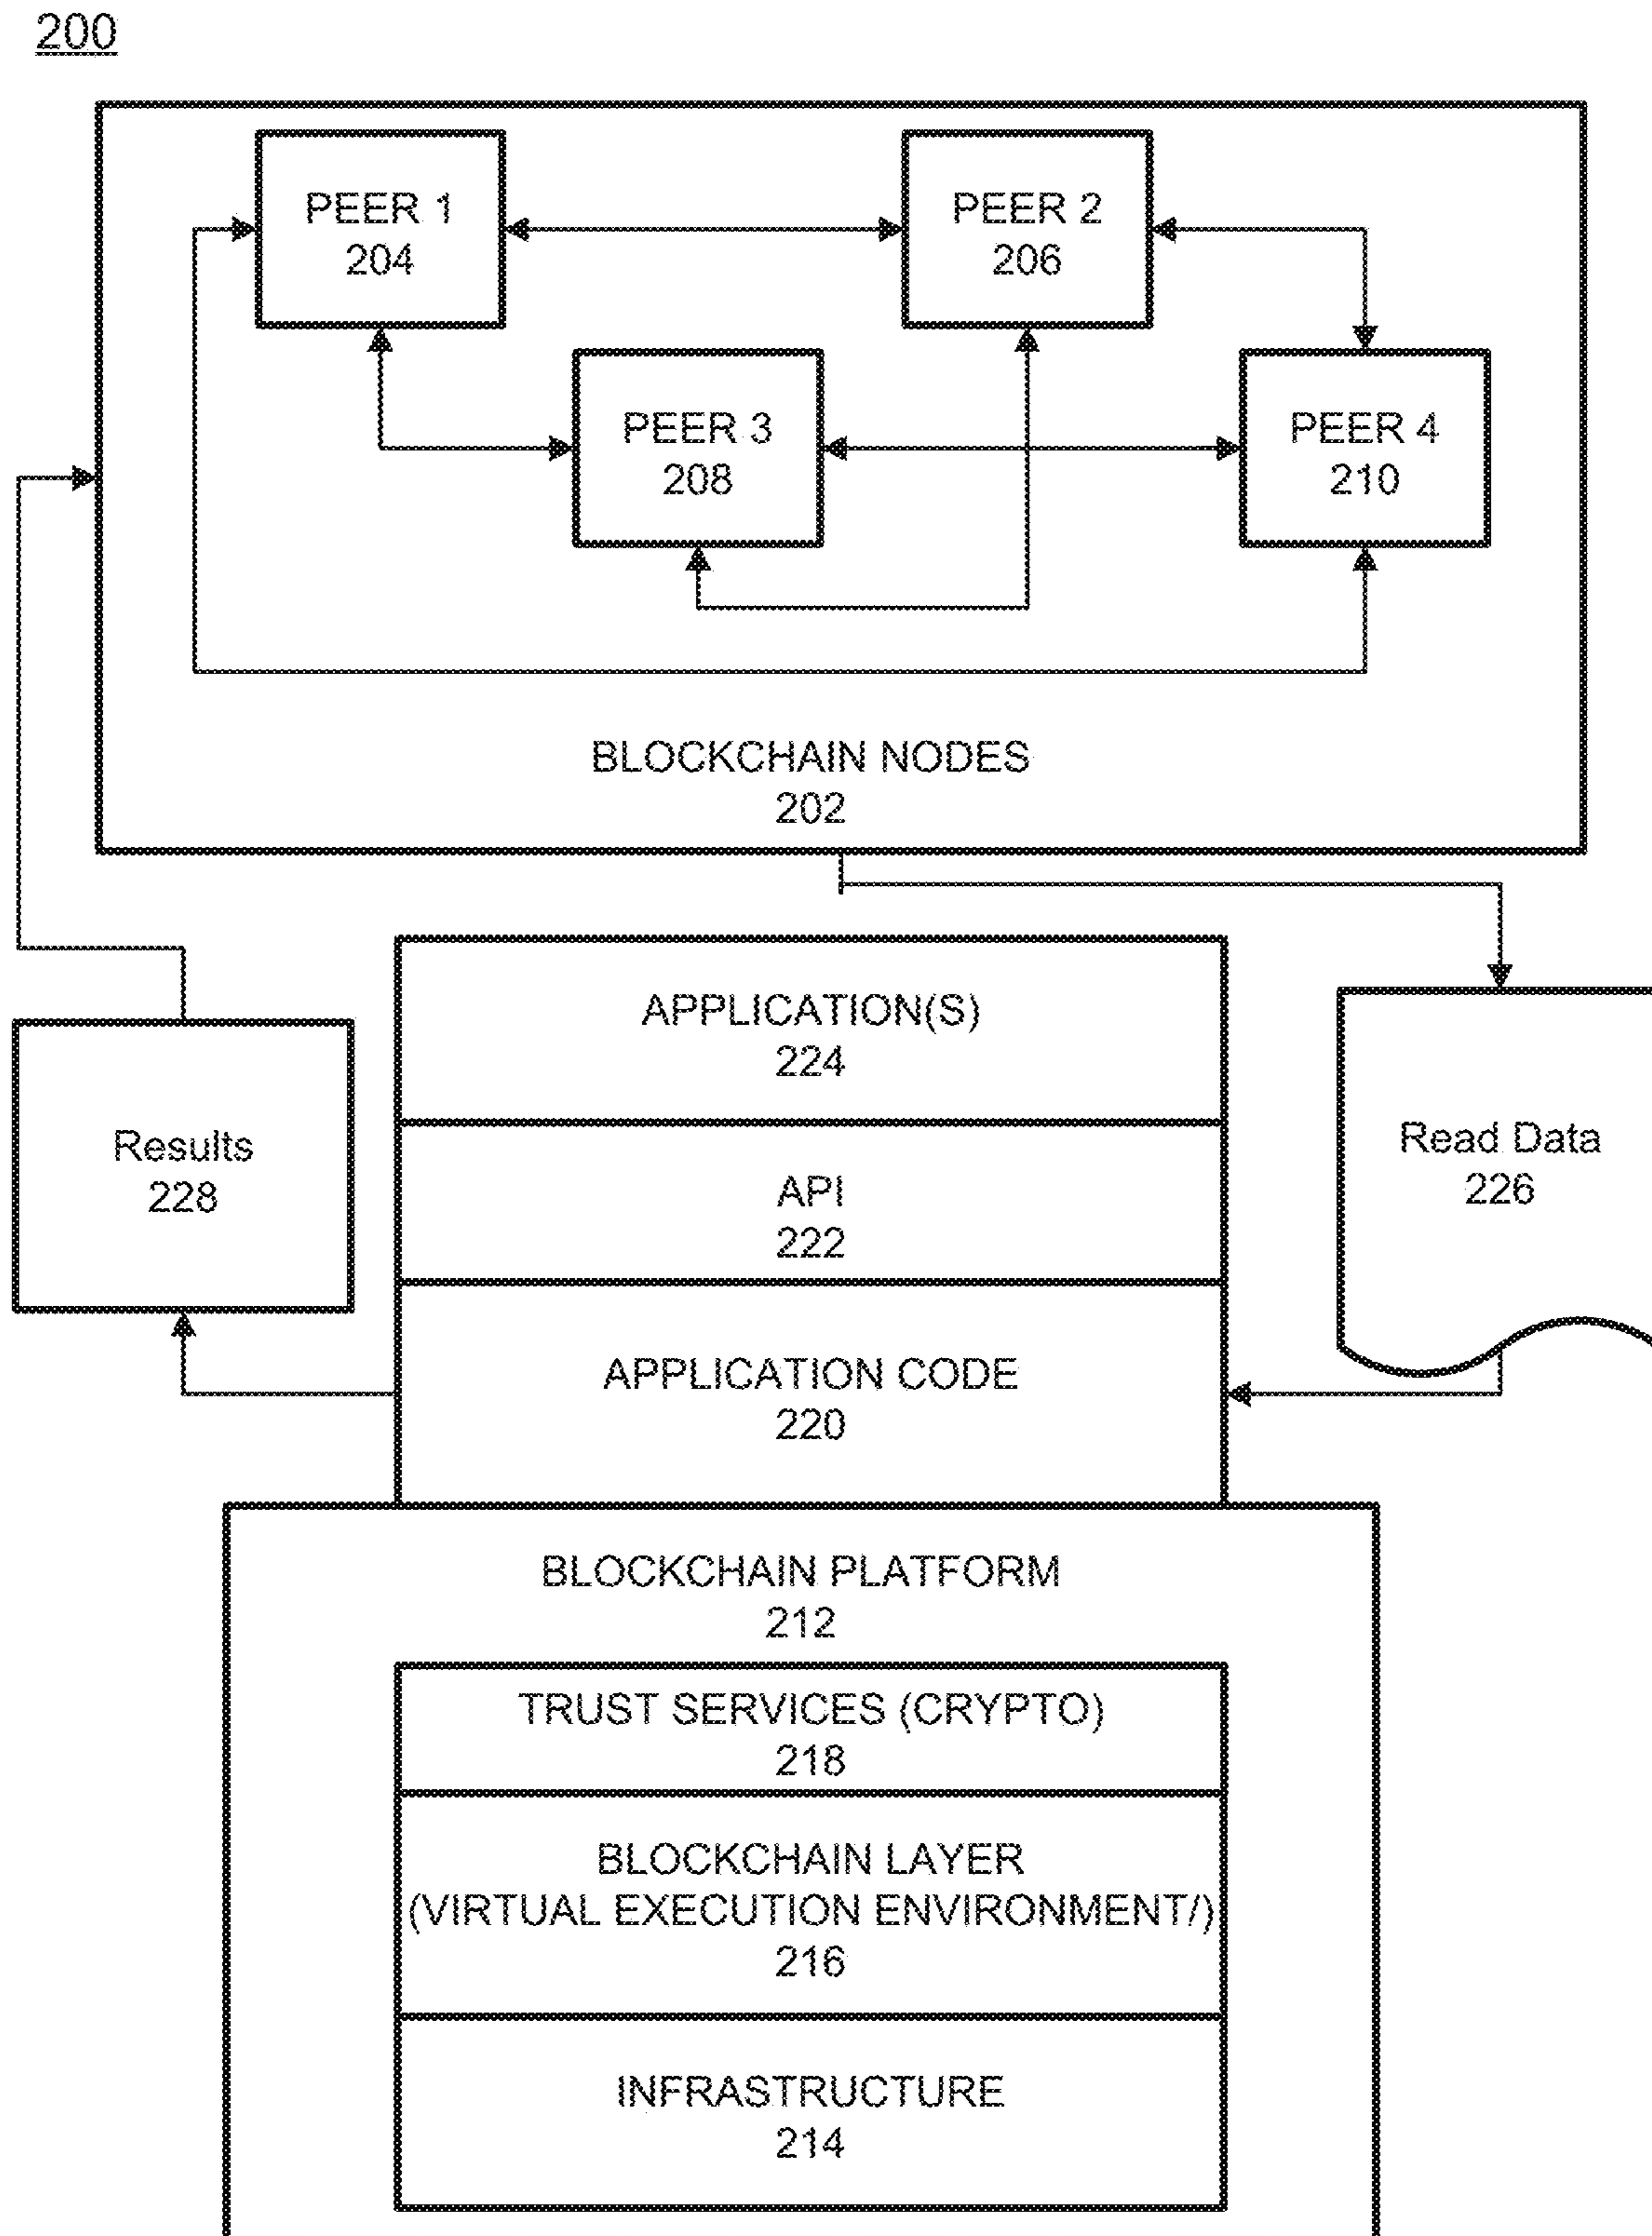 200
PEER 1
204
PEER 2
206
PEER 3
208
PEER 4
210
BLOCKCHAIN NODES
202
APPLICATION(S)
224
API
222
APPLICATION CODE
220
Results
228
Read Data
226
BLOCKCHAIN PLATFORM
212
TRUST SERVICES (CRYPTO)
218
BLOCKCHAIN LAYER
(VIRTUAL EXECUTION ENVIRONMENT/)
216
INFRASTRUCTURE
214